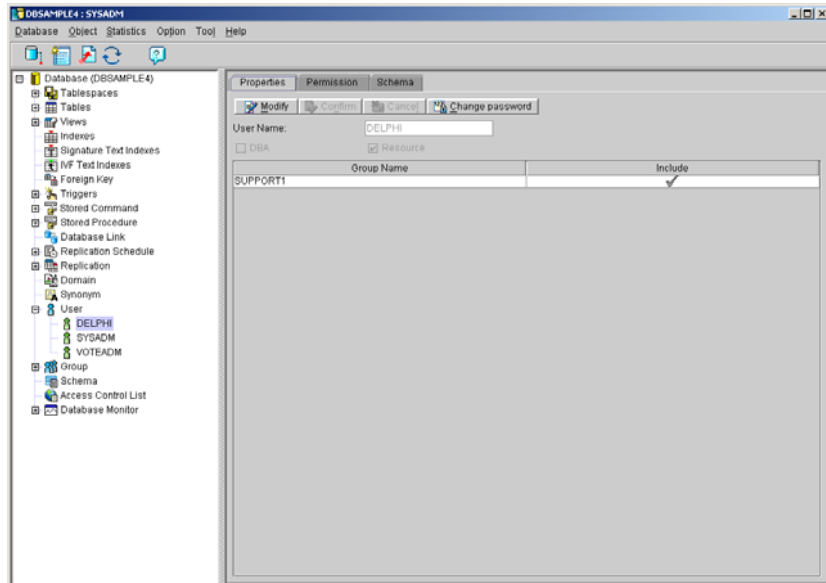 DBSAMPLE4 : SYSADM
Database Object Statistics Option Tool Help
Database (DBSAMPLE4)
Tablespaces
Tables
Views
Indexes
Signature Text Indexes
IVF Text Indexes
Foreign Key
Triggers
Stored Command
Stored Procedure
Database Link
Replication Schedule
Replication
Domain
Synonym
User
DELPHI
SYSADM
VOTEADM
Group
Schema
Access Control List
Database Monitor
Properties Permission Schema
Modify Confirm Cancel Change password
User Name: DELPHI
DBA Resource
Group Name Include
SUPPORT1